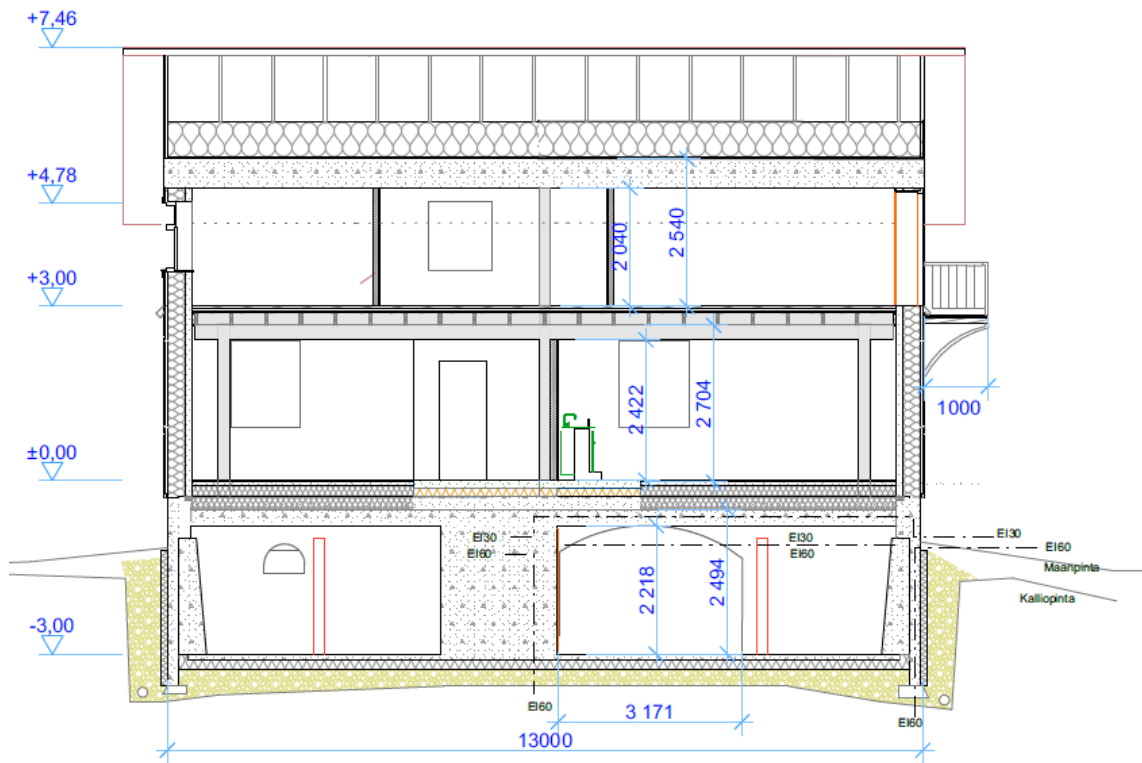 +7,46
+4,78
2 040
2 540
+3,00
1000
2 422
2 704
±0,00
EI30
EI60
EI30
EI60
EI30
EI60
Maanpinta
Kalliopinta
2 218
2 494
-3,00
EI60
3 171
EI60
13000